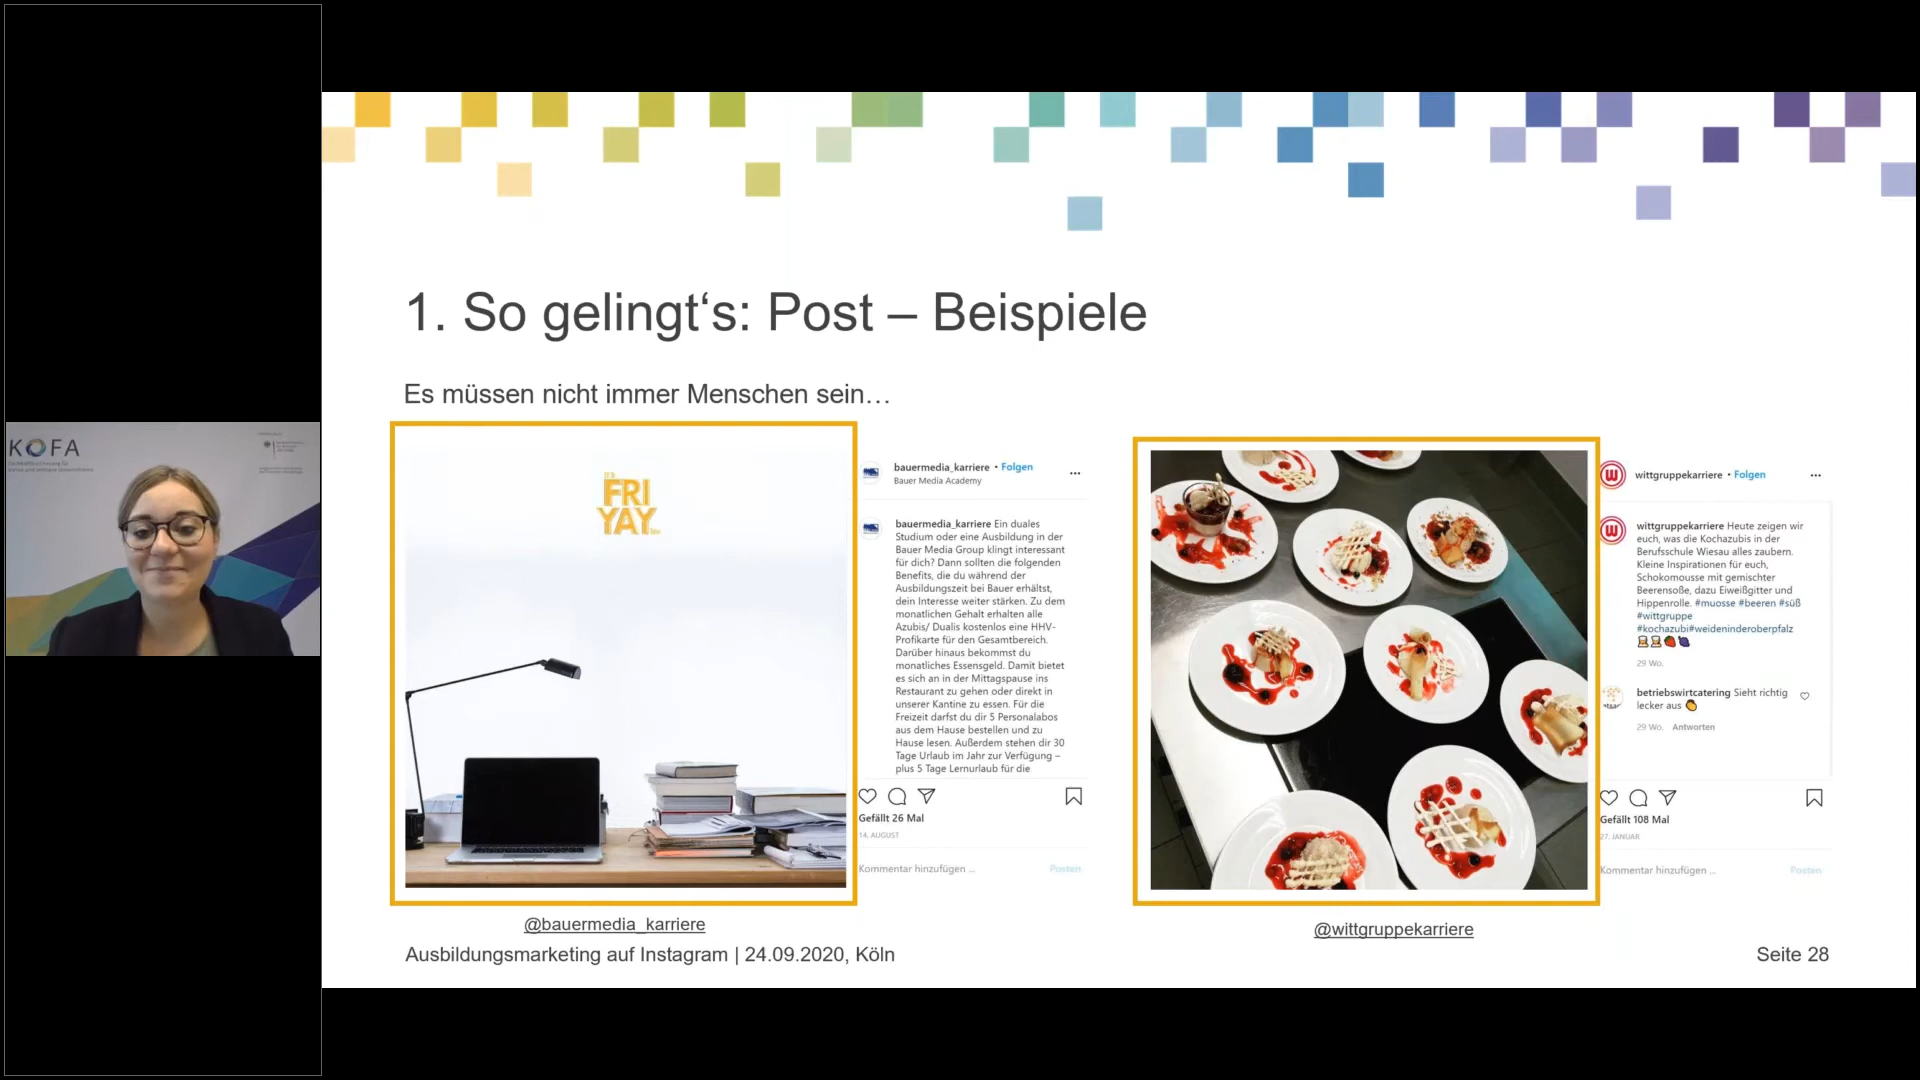 KOFA
1. So gelingt‘s: Post – Beispiele
Es müssen nicht immer Menschen sein…
IT'S
FRI
YAY
bauermedia_karriere • Folgen
Bauer Media Academy
bauermedia_karriere Ein duales
Studium oder eine Ausbildung in der
Bauer Media Group klingt interessant
für dich? Dann sollten die folgenden
Benefits, die du während der
Ausbildungszeit bei Bauer erhältst,
dein Interesse weiter stärken. Zu dem
monatlichen Gehalt erhalten alle
Azubis/ Dualis kostenlos eine HHV-
Profikarte für den Gesamtbereich.
Darüber hinaus bekommst du
monatliches Essensgeld. Damit bietet
es sich an in der Mittagspause ins
Restaurant zu gehen oder direkt in
unserer Kantine zu essen. Für die
Freizeit darfst du dir 5 Personalabos
aus dem Hause bestellen und zu
Hause lesen. Außerdem stehen dir 30
Tage Urlaub im Jahr zur Verfügung –
plus 5 Tage Lernurlaub für die
Gefällt 26 Mal
14. AUGUST
Kommentar hinzufügen ...
Posten
@bauermedia_karriere
wittgruppekarriere • Folgen
wittgruppekarriere Heute zeigen wir
euch, was die Kochazubis in der
Berufsschule Wiesau alles zaubern.
Kleine Inspirationen für euch,
Schokomousse mit gemischter
Beerensoße, dazu Eiweißgitter und
Hippenrolle. #muosse #beeren #süß
#wittgruppe
#kochazubi#weideninderoberpfalz
29 Wo.
betriebswirtcatering Sieht richtig
lecker aus
29 Wo. Antworten
Gefällt 108 Mal
27. JANUAR
Kommentar hinzufügen ...
Posten
@wittgruppekarriere
Ausbildungsmarketing auf Instagram | 24.09.2020, Köln
Seite 28